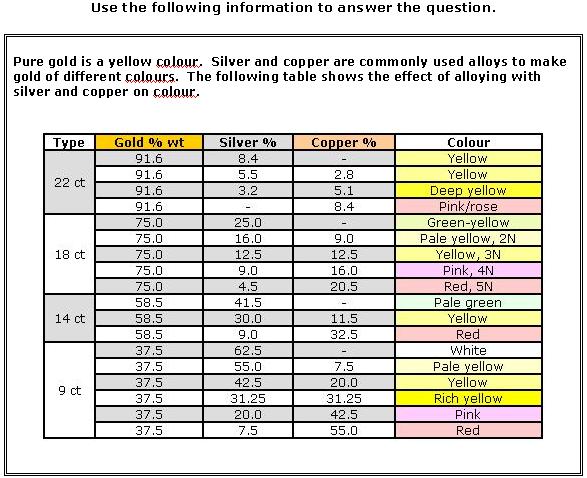 Use the following information to answer the question.
Pure gold is a yellow colour. Silver and copper are commonly used alloys to make
gold of different colours. The following table shows the effect of alloying with
silver and copper on colour.
Type Gold % wt Silver % Copper % Colour
22 ct
91.6 8.4 - Yellow
91.6 5.5 2.8 Yellow
91.6 3.2 5.1 Deep yellow
91.6 - 8.4 Pink/rose
18 ct
75.0 25.0 - Green-yellow
75.0 16.0 9.0 Pale yellow, 2N
75.0 12.5 12.5 Yellow, 3N
75.0 9.0 16.0 Pink, 4N
75.0 4.5 20.5 Red, 5N
14 ct
58.5 41.5 - Pale green
58.5 30.0 11.5 Yellow
58.5 9.0 32.5 Red
9 ct
37.5 62.5 - White
37.5 55.0 7.5 Pale yellow
37.5 42.5 20.0 Yellow
37.5 31.25 31.25 Rich yellow
37.5 20.0 42.5 Pink
37.5 7.5 55.0 Red